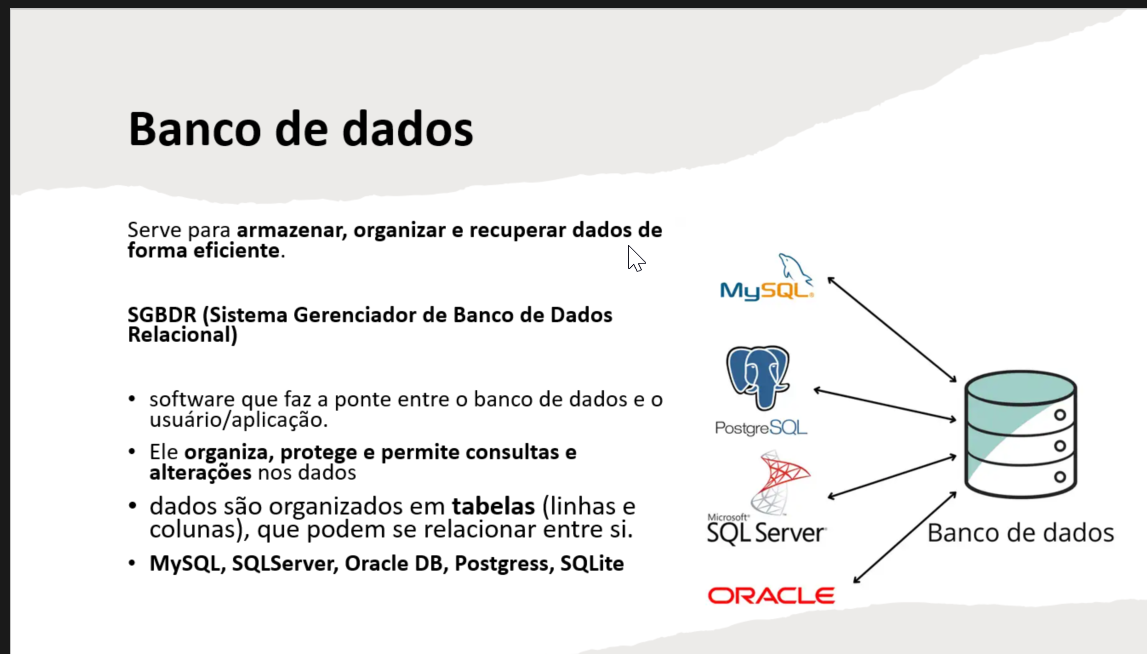 Banco de dados
Serve para armazenar, organizar e recuperar dados de
forma eficiente.
SGBDR (Sistema Gerenciador de Banco de Dados
Relacional)
• software que faz a ponte entre o banco de dados e o
usuário/aplicação.
• Ele organiza, protege e permite consultas e
alterações nos dados
• dados são organizados em tabelas (linhas e
colunas), que podem se relacionar entre si.
• MySQL, SQLServer, Oracle DB, Postgress, SQLite
MySQL®
PostgreSQL
Microsoft®
SQL Server®
ORACLE
Banco de dados